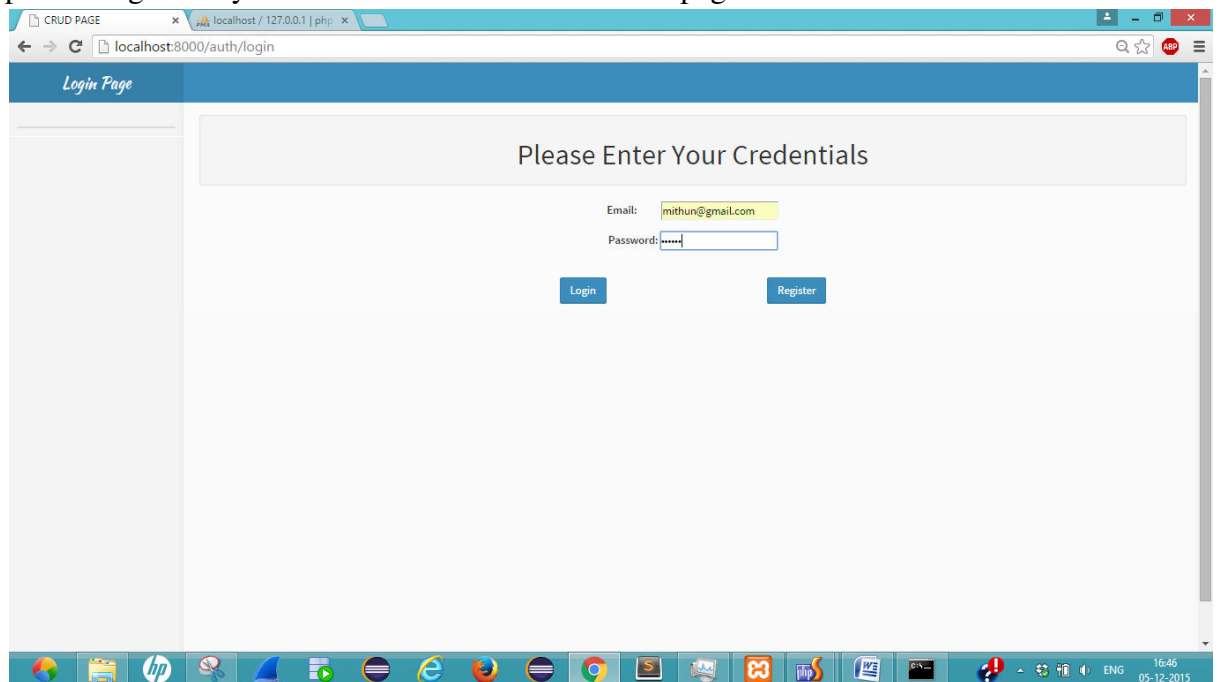 CRUD PAGE
localhost / 127.0.0.1 | php
localhost:8000/auth/login
ABP
Login Page
Please Enter Your Credentials
Email: mithun@gmail.com
Password: ••••••
Login Register
ENG 16:46
05-12-2015